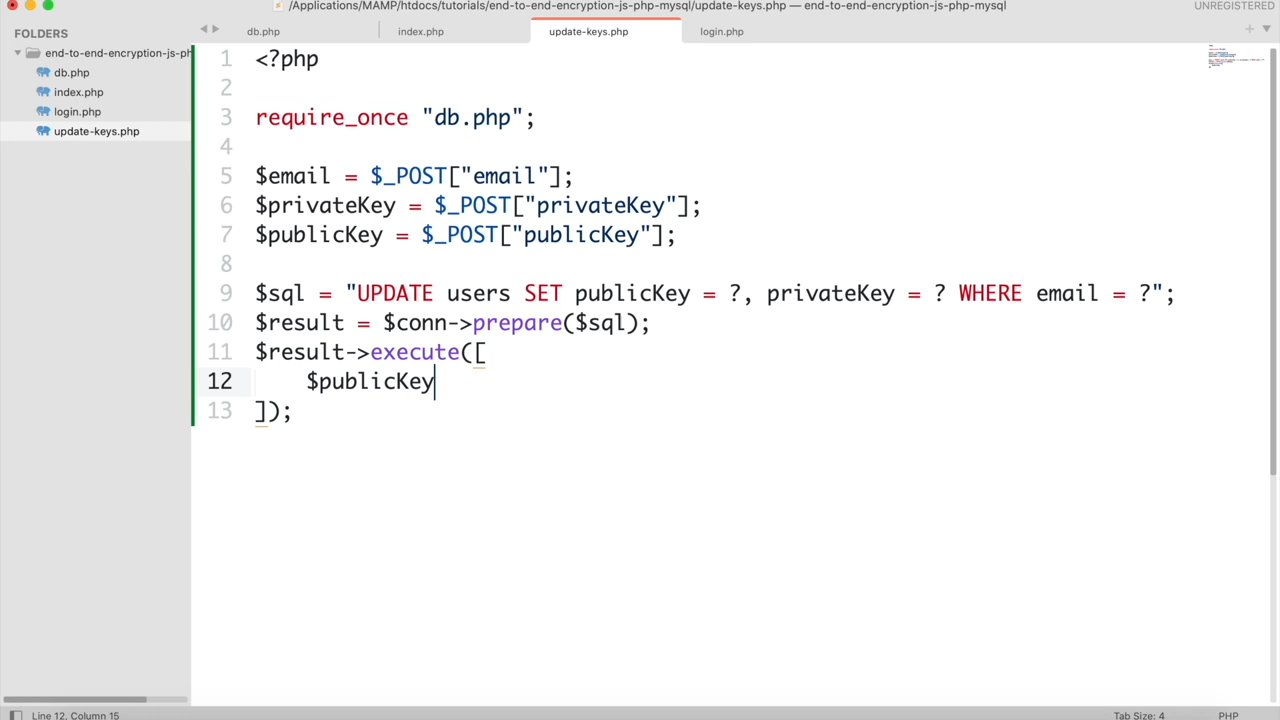 /Applications/MAMP/htdocs/tutorials/end-to-end-encryption-js-php-mysql/update-keys.php — end-to-end-encryption-js-php-mysql
UNREGISTERED
FOLDERS
end-to-end-encryption-js-ph
db.php
index.php
login.php
update-keys.php
db.php
index.php
update-keys.php
login.php
1 <?php
2
3 require_once "db.php";
4
5 $email = $_POST["email"];
6 $privateKey = $_POST["privateKey"];
7 $publicKey = $_POST["publicKey"];
8
9 $sql = "UPDATE users SET publicKey = ?, privateKey = ? WHERE email = ?";
10 $result = $conn->prepare($sql);
11 $result->execute([
12 $publicKey
13 ]);
Line 12, Column 15
Tab Size: 4
PHP